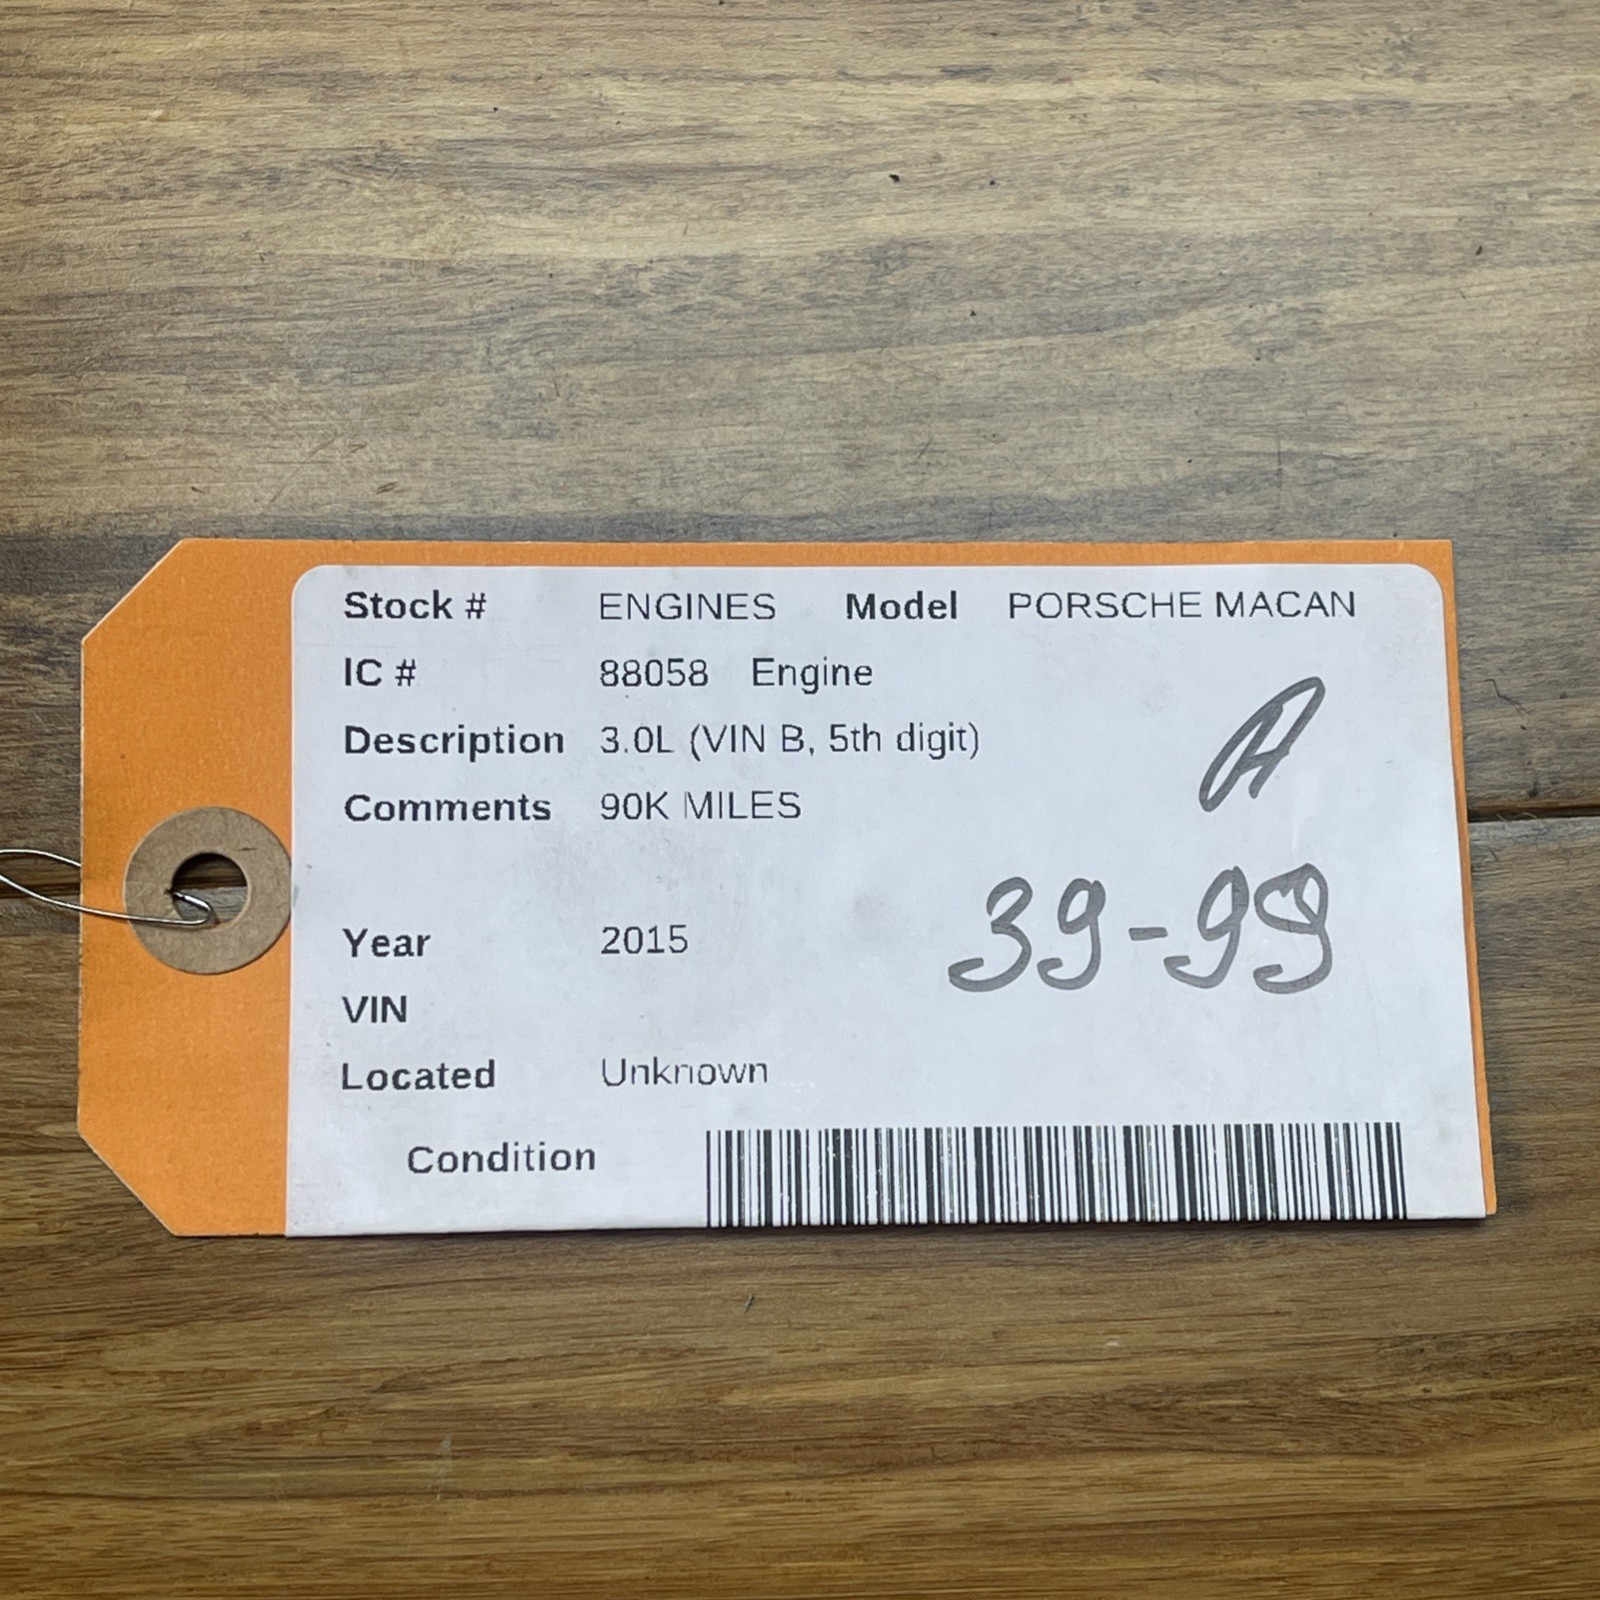 Stock # ENGINES Model PORSCHE MACAN
IC # 88058 Engine
Description 3.0L (VIN B, 5th digit)
A
Comments 90K MILES
39-99
Year 2015
VIN
Located Unknown
Condition